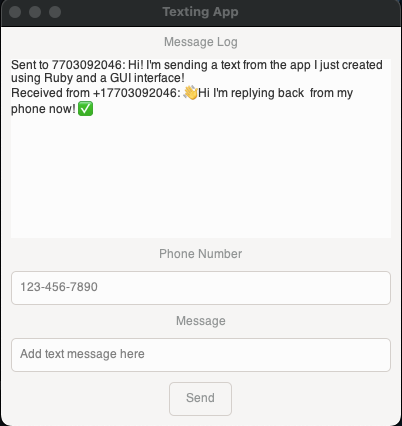 Texting App
Message Log
Sent to 7703092046: Hi! I'm sending a text from the app I just created
using Ruby and a GUI interface!
Received from +17703092046: 👋Hi I'm replying back  from my
phone now! ✅
Phone Number
123-456-7890
Message
Add text message here
Send